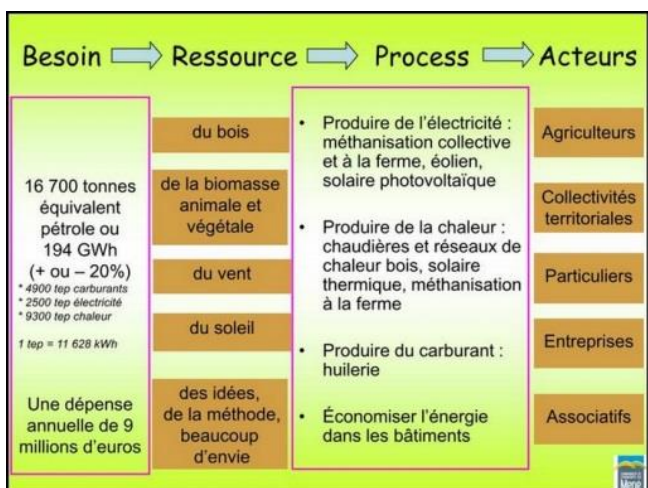 Besoin
Ressource
Process
Acteurs
16 700 tonnes
équivalent
pétrole ou
194 GWh
(+ ou – 20%)
* 4900 tep carburants
* 2500 tep électricité
* 9300 tep chaleur
1 tep = 11 628 kWh
Une dépense
annuelle de 9
millions d'euros
du bois
de la biomasse
animale et
végétale
du vent
du soleil
des idées,
de la méthode,
beaucoup
d'envie
• Produire de l'électricité :
méthanisation collective
et à la ferme, éolien,
solaire photovoltaïque
• Produire de la chaleur :
chaudières et réseaux de
chaleur bois, solaire
thermique, méthanisation
à la ferme
• Produire du carburant :
huilerie
• Économiser l'énergie
dans les bâtiments
Agriculteurs
Collectivités
territoriales
Particuliers
Entreprises
Associatifs